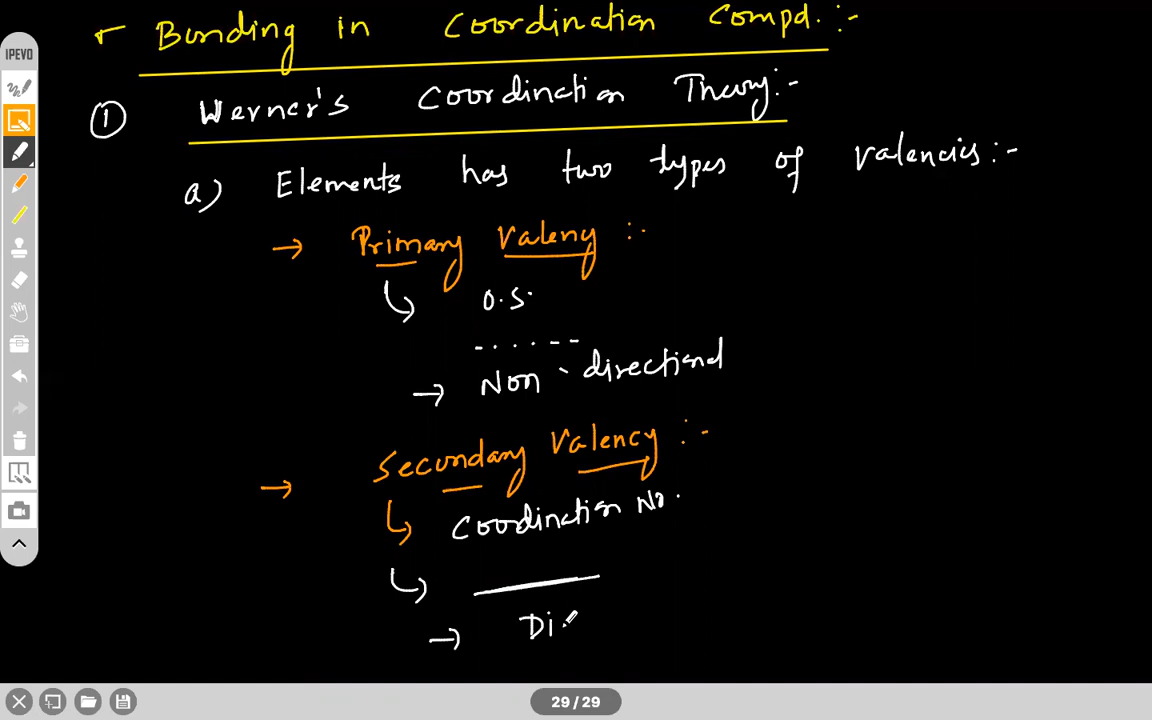 Bonding in Coordination Compd. :-
① Werner's Coordination Theory:-
a) Elements has two types of valencies :-
→ Primary Valeny :-
O.S.
→ Non - directional
→ Secondary Valency :-
Coordination No.
→ Di
IPEVO
29 / 29